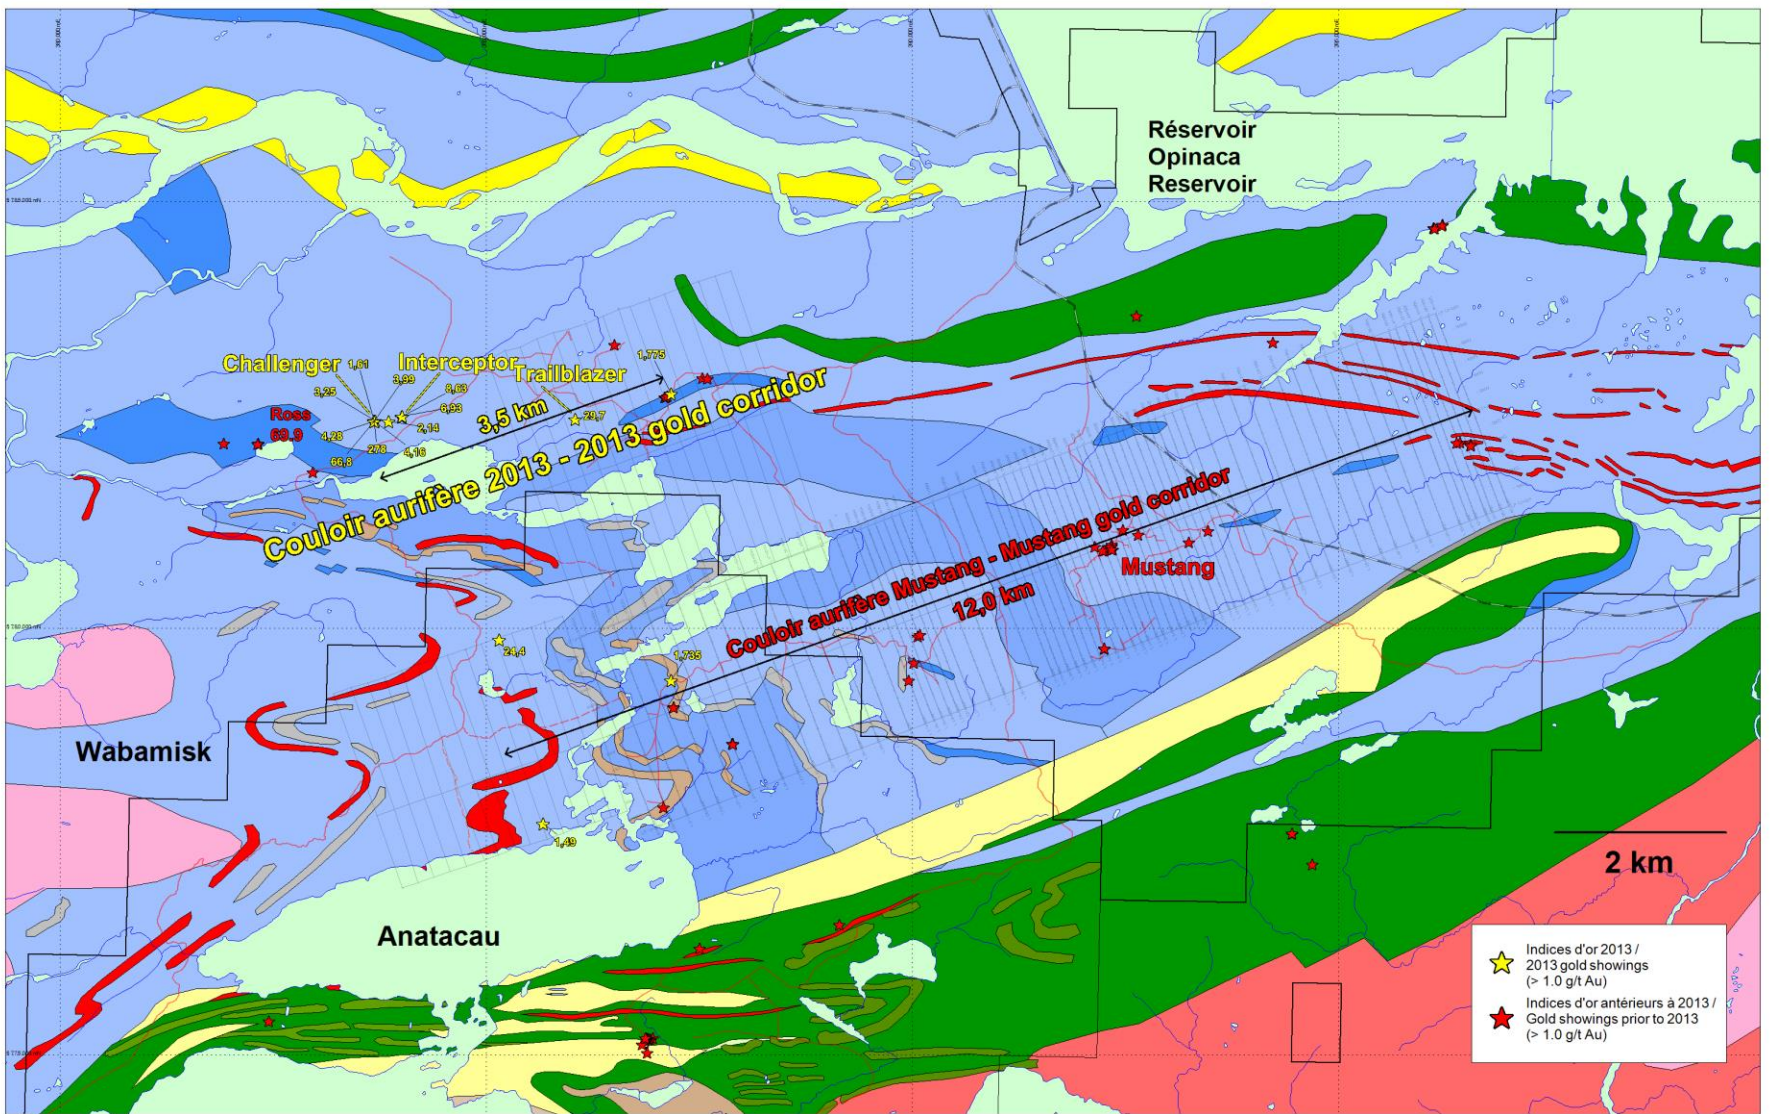 Réservoir
Opinaca
Reservoir
Challenger
1,61
Interceptor
3,99
Trailblazer
1,775
3,25
8,63
6,93
3,5 km
29,7
Ross
69.9
2,14
4,28
278
4,16
66,8
Couloir aurifère 2013 - 2013 gold corridor
Couloir aurifère Mustang - Mustang gold corridor
Mustang
12,0 km
24,4
1,735
Wabamisk
1,49
2 km
Anatacau
Indices d'or 2013 /
2013 gold showings
(> 1.0 g/t Au)
Indices d'or antérieurs à 2013 /
Gold showings prior to 2013
(> 1.0 g/t Au)